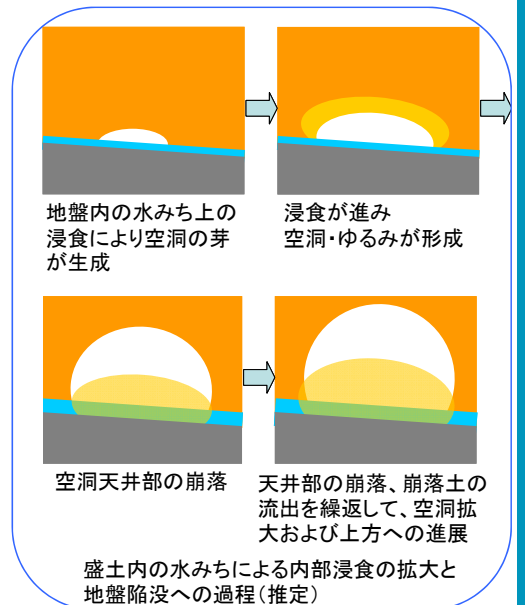 地盤内の水みち上の
浸食により空洞の芽
が生成
浸食が進み
空洞・ゆるみが形成
空洞天井部の崩落
天井部の崩落、崩落土の
流出を繰返して、空洞拡
大および上方への進展
盛土内の水みちによる内部浸食の拡大と
地盤陥没への過程(推定)